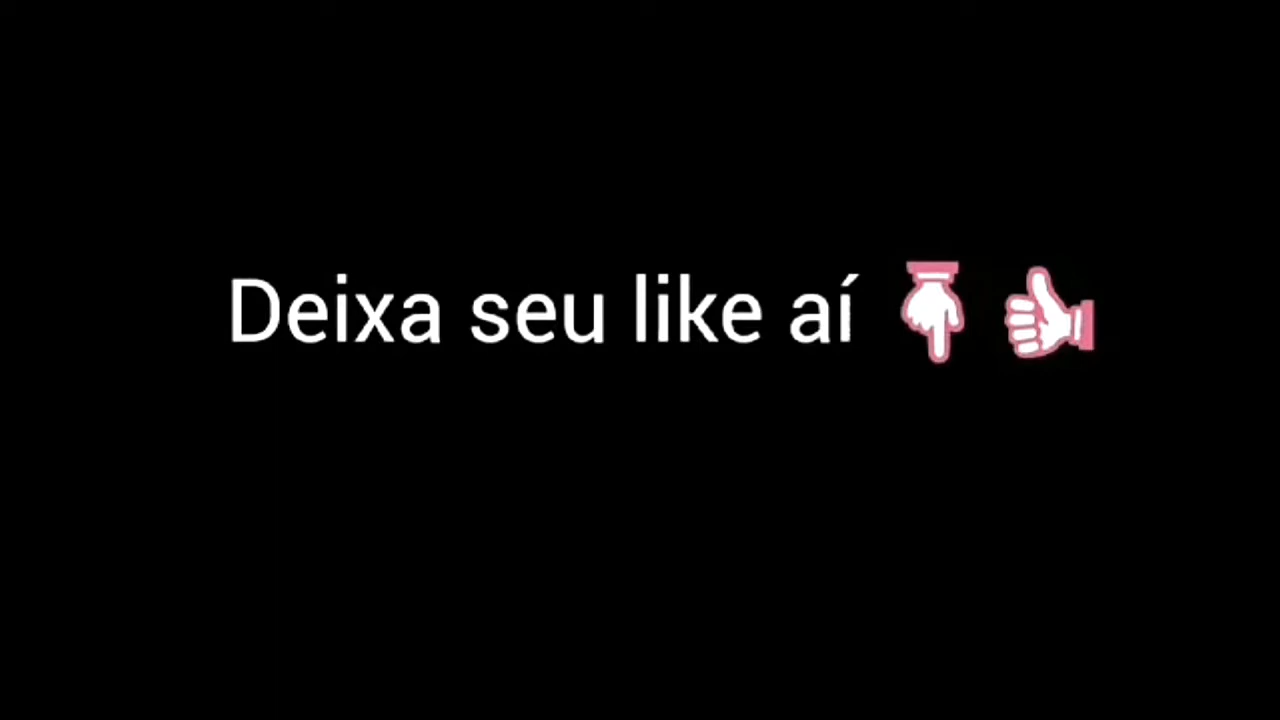 Deixa seu like aí 👇 👍